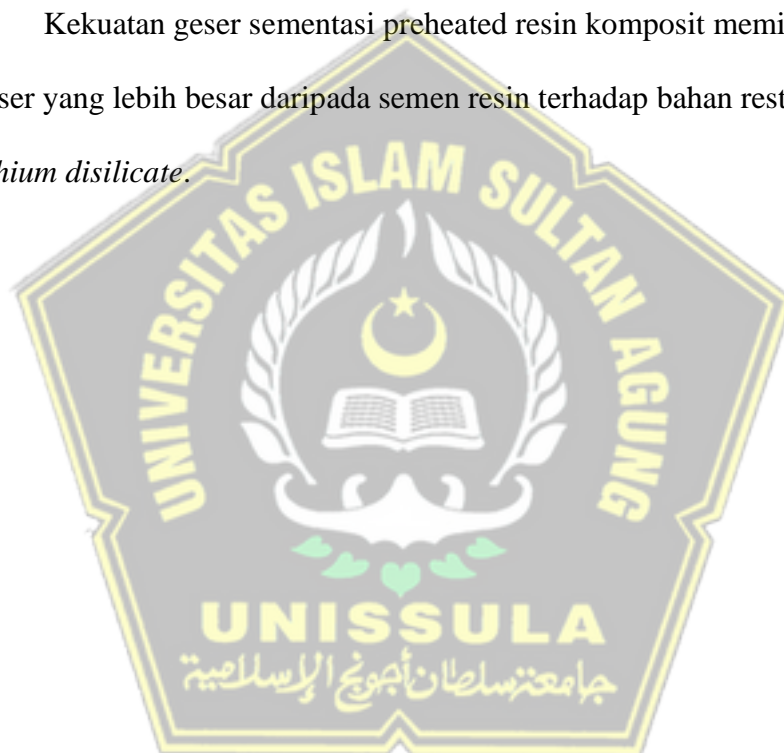 Kekuatan geser sementasi preheated resin komposit memi
ser yang lebih besar daripada semen resin terhadap bahan rest
hium disilicate.
UNIVERSITAS ISLAM SULTAN AGUNG
UNISSULA
جامعة سلطان أجونج الإسلامية